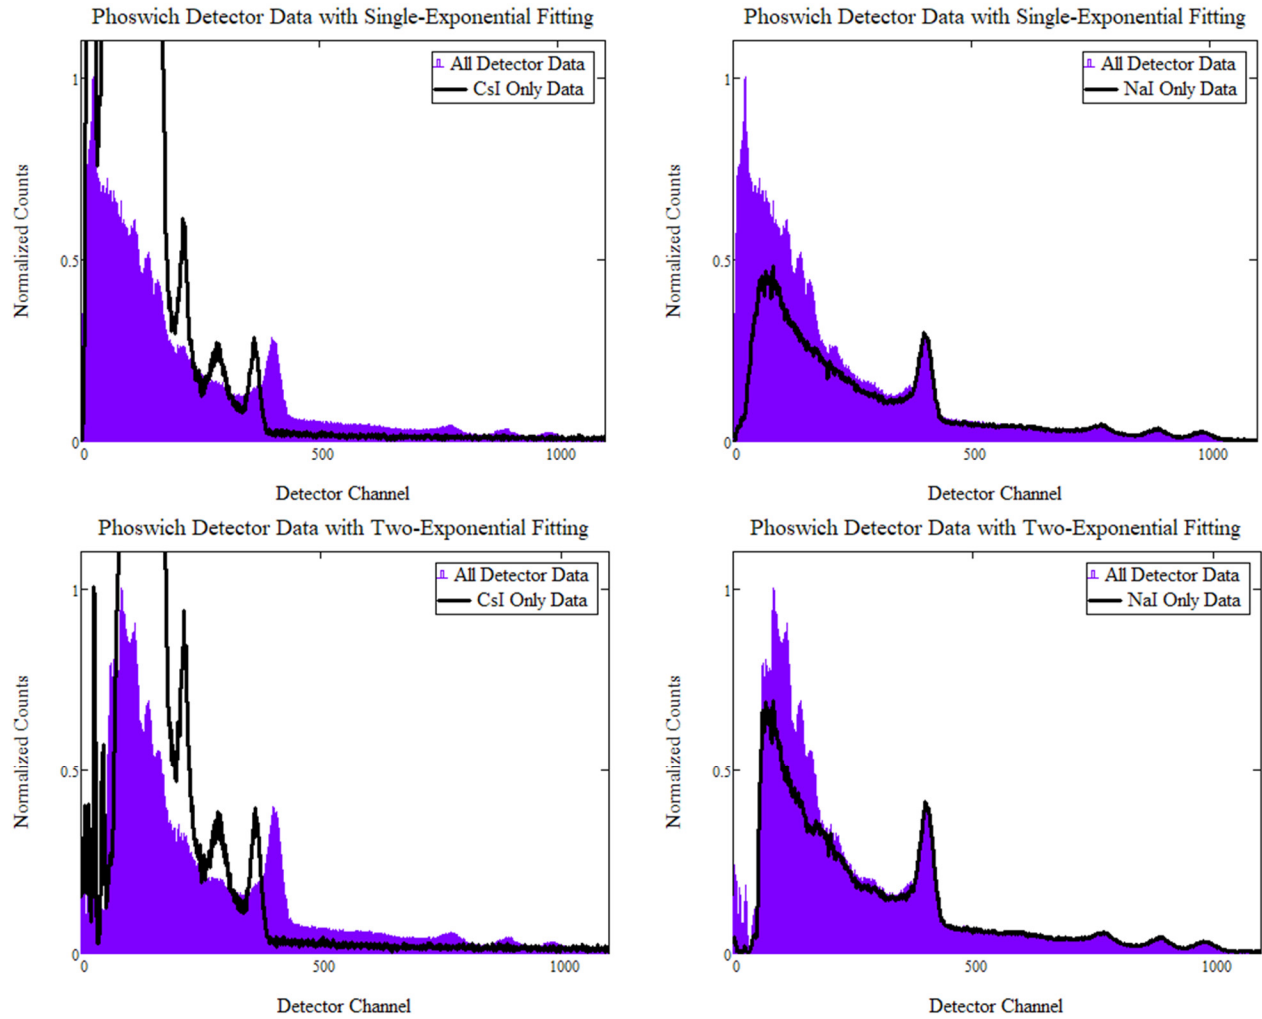 Phoswich Detector Data with Single-Exponential Fitting
1
All Detector Data
CsI Only Data
Normalized Counts
0.5
0
0 500 1000
Detector Channel
Phoswich Detector Data with Single-Exponential Fitting
1
All Detector Data
NaI Only Data
Normalized Counts
0.5
0
0 500 1000
Detector Channel
Phoswich Detector Data with Two-Exponential Fitting
1
All Detector Data
CsI Only Data
Normalized Counts
0.5
0
0 500 1000
Detector Channel
Phoswich Detector Data with Two-Exponential Fitting
1
All Detector Data
NaI Only Data
Normalized Counts
0.5
0
0 500 1000
Detector Channel